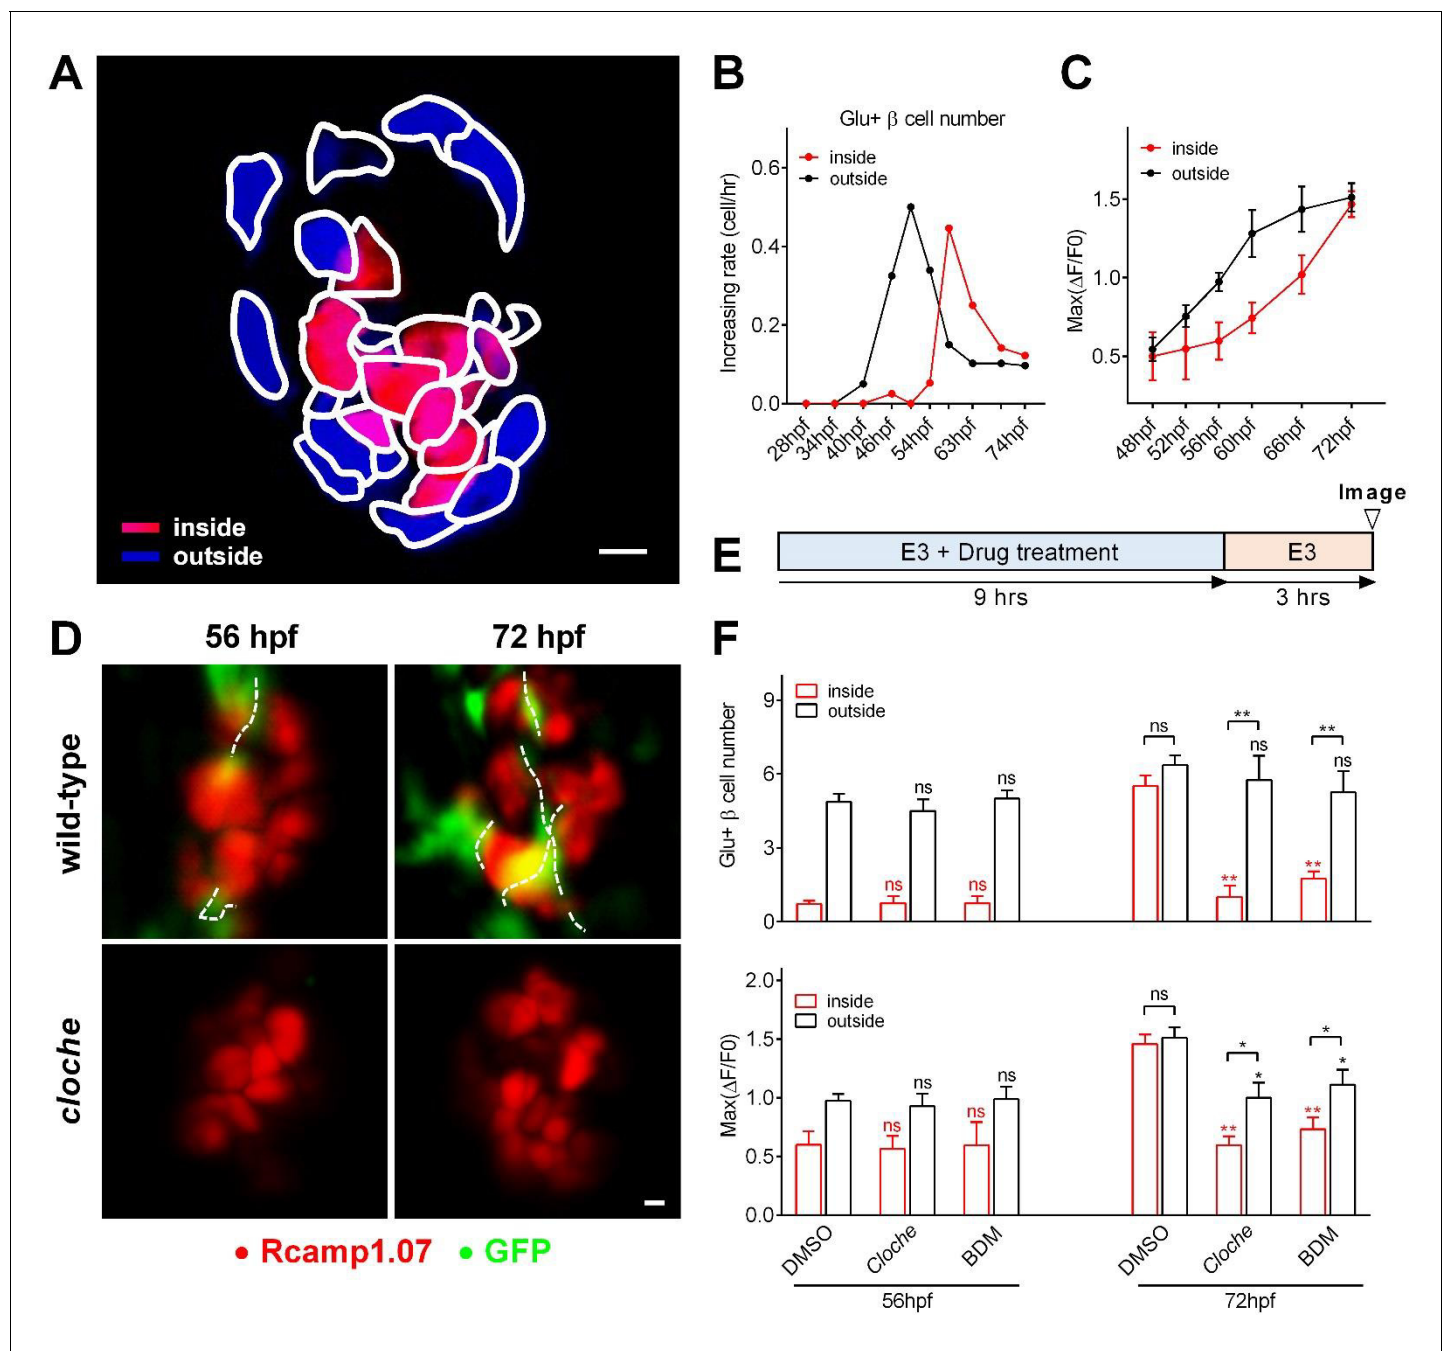 A
inside
outside
B
Glu+ β cell number
inside
outside
Increasing rate (cell/hr)
0.6
0.4
0.2
0.0
28hpf
34hpf
40hpf
46hpf
54hpf
63hpf
74hpf
C
inside
outside
Max(ΔF/F0)
1.5
1.0
0.5
48hpf
52hpf
56hpf
60hpf
66hpf
72hpf
D
56 hpf
72 hpf
wild-type
cloche
• Rcamp1.07 • GFP
E
Image
E3 + Drug treatment
E3
9 hrs
3 hrs
F
inside
outside
Glu+ β cell number
9
6
3
0
ns
ns
ns
ns
ns
**
ns
**
**
ns
**
inside
outside
Max(ΔF/F0)
2.0
1.5
1.0
0.5
0.0
ns
ns
ns
ns
ns
*
*
**
*
*
**
DMSO
Cloche
BDM
DMSO
Cloche
BDM
56hpf
72hpf